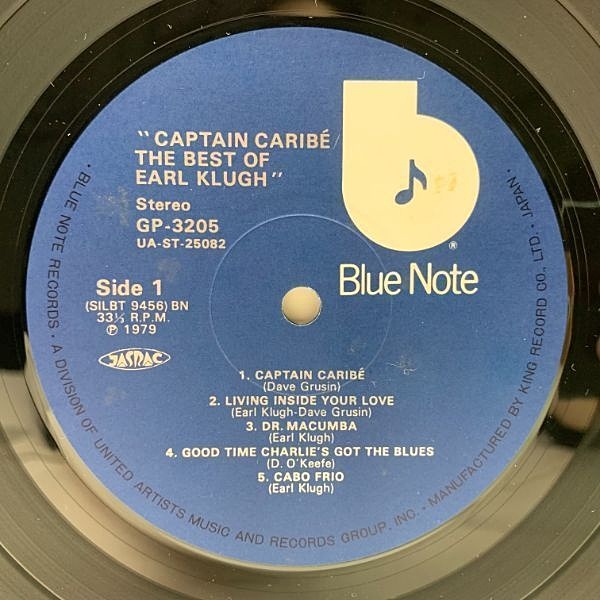 " CAPTAIN CARIBÉ/
THE BEST OF
EARL KLUGH "
Stereo
GP-3205
UA-ST-25082
b
®
Blue Note
Side 1
(SILBT 9456) BN
33⅓ R.P.M.
℗ 1979
JASRAC
1. CAPTAIN CARIBÉ
(Dave Grusin)
2. LIVING INSIDE YOUR LOVE
(Earl Klugh-Dave Grusin)
3. DR. MACUMBA
(Earl Klugh)
4. GOOD TIME CHARLIE'S GOT THE BLUES
(D. O'Keefe)
5. CABO FRIO
(Earl Klugh)
· BLUE NOTE RECORDS · A DIVISION OF UNITED ARTISTS MUSIC AND RECORDS GROUP, INC. · MANUFACTURED BY KING RECORD CO., LTD. · JAPAN ·